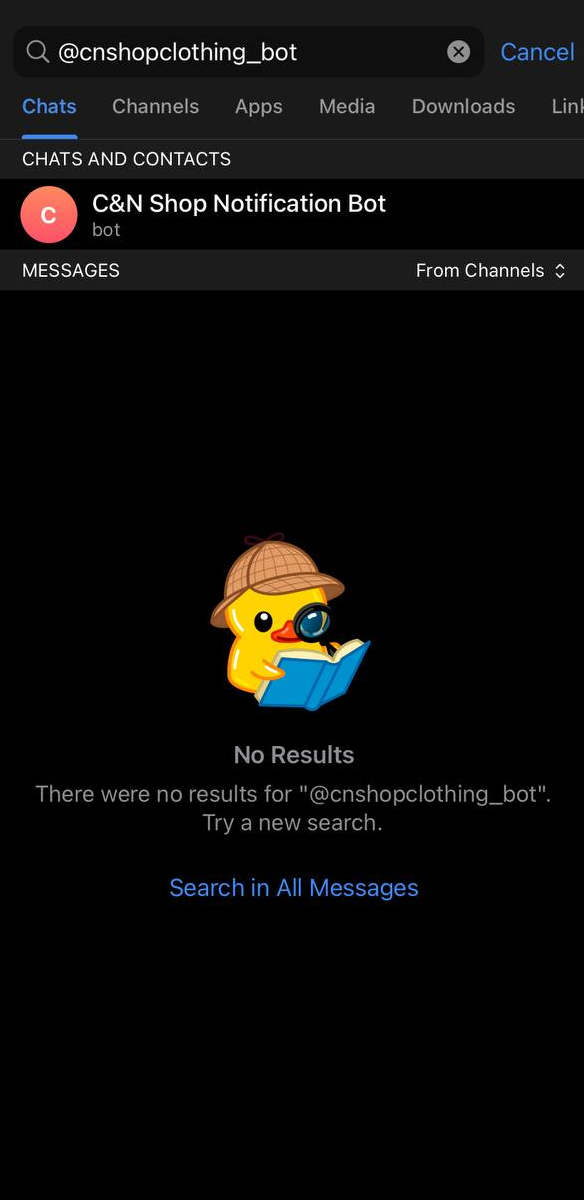 @cnshopclothing_bot
Cancel
Chats Channels Apps Media Downloads Lin
CHATS AND CONTACTS
C
C&N Shop Notification Bot
bot
MESSAGES
From Channels
No Results
There were no results for "@cnshopclothing_bot".
Try a new search.
Search in All Messages